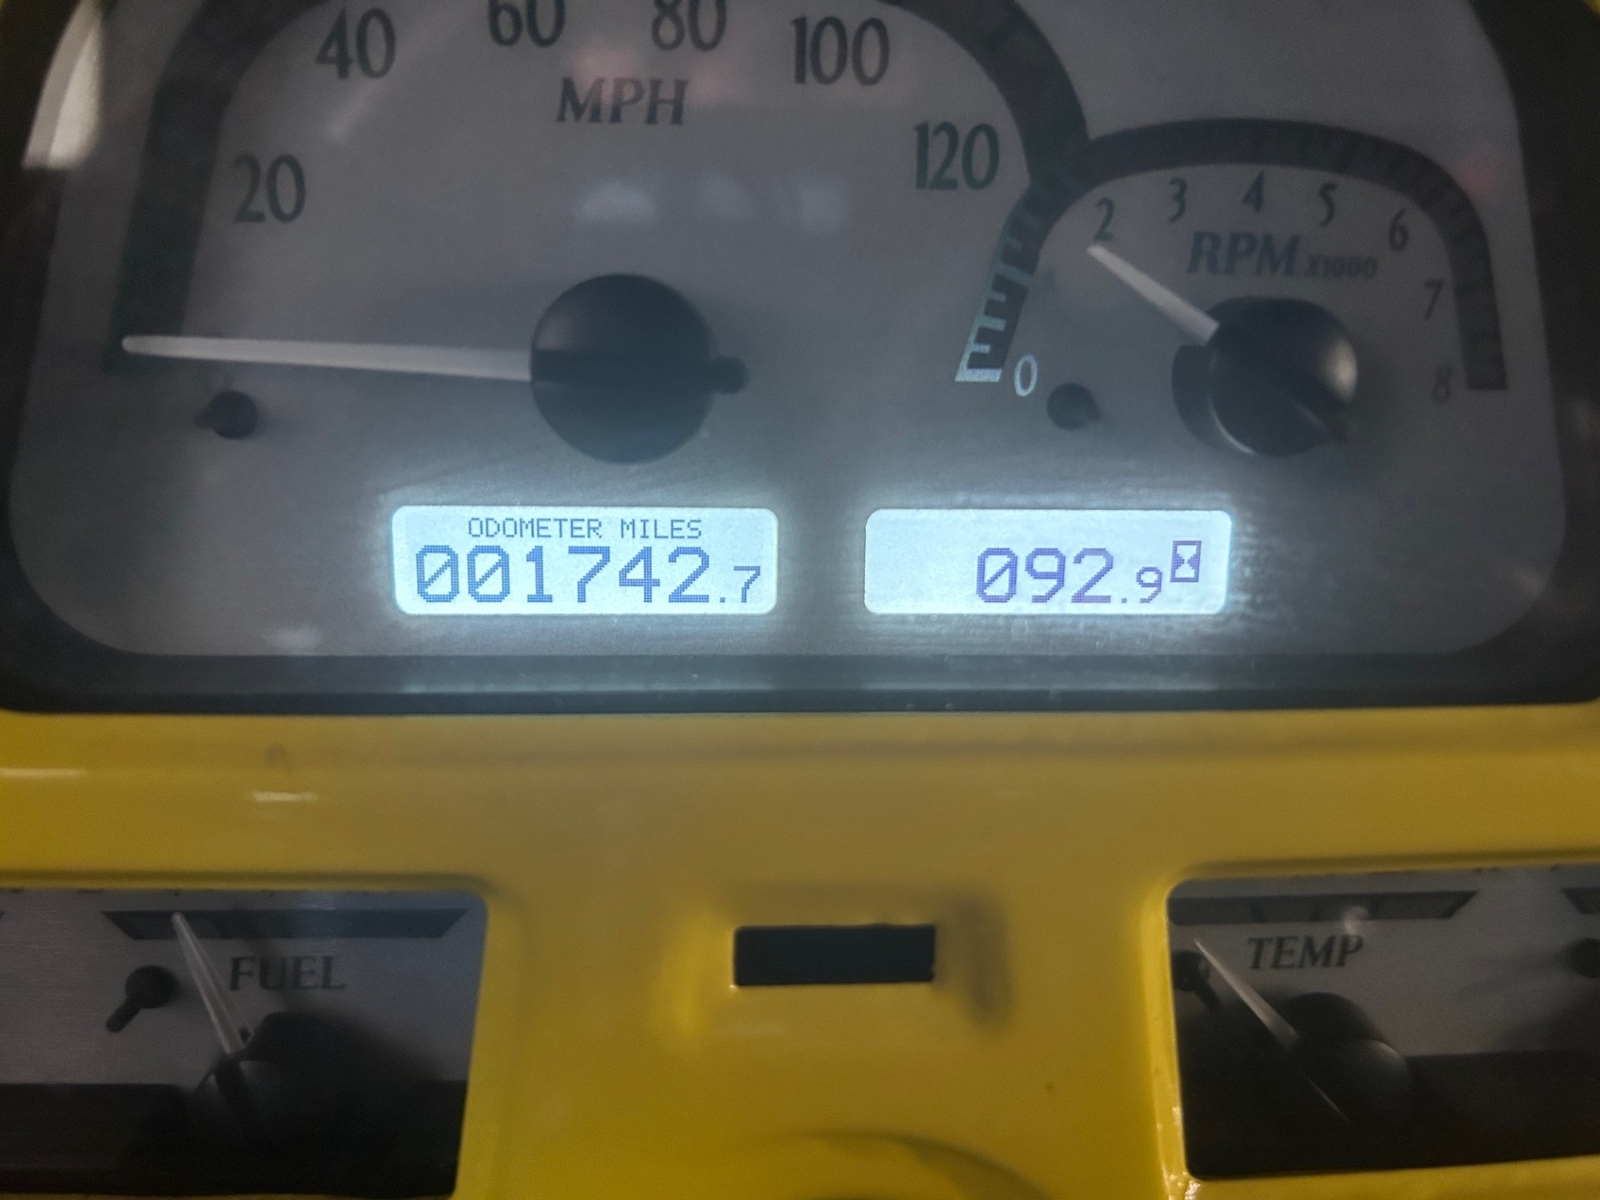 40 60 80 100
MPH
20 120
2 3 4 5 6
RPM X1000
1 7
0 8
ODOMETER MILES
001742.7 092.9
FUEL TEMP